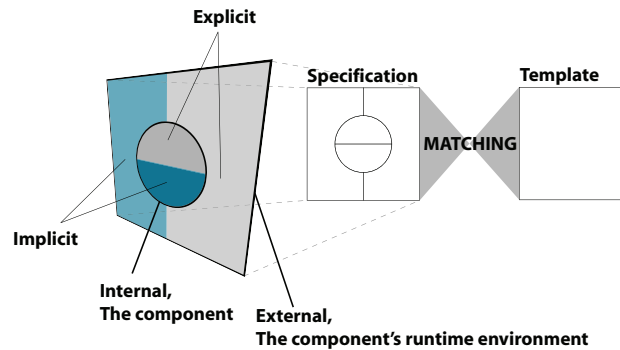 Explicit
Specification
Template
MATCHING
Implicit
Internal,
The component
External,
The component's runtime environment